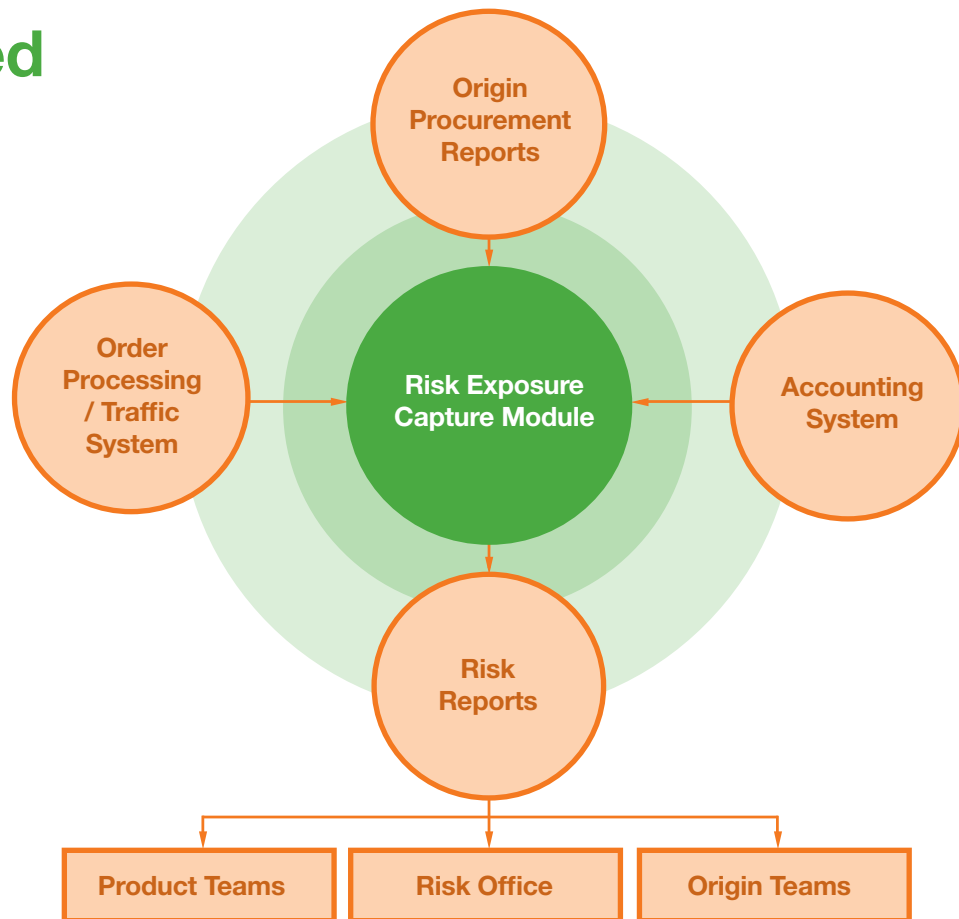 ed
Origin
Procurement
Reports
Order
Processing
/ Traffic
System
Risk Exposure
Capture Module
Accounting
System
Risk
Reports
Product Teams
Risk Office
Origin Teams